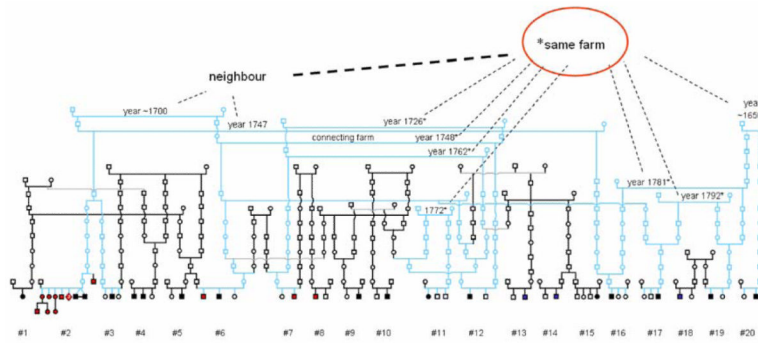 *same farm
neighbour
year ~1700
year 1747
year 1726*
connecting farm
year 1748*
year 1762*
1772*
year 1781*
year 1792*
yea
~165
#1 #2 #3 #4 #5 #6 #7 #8 #9 #10 #11 #12 #13 #14 #15 #16 #17 #18 #19 #20